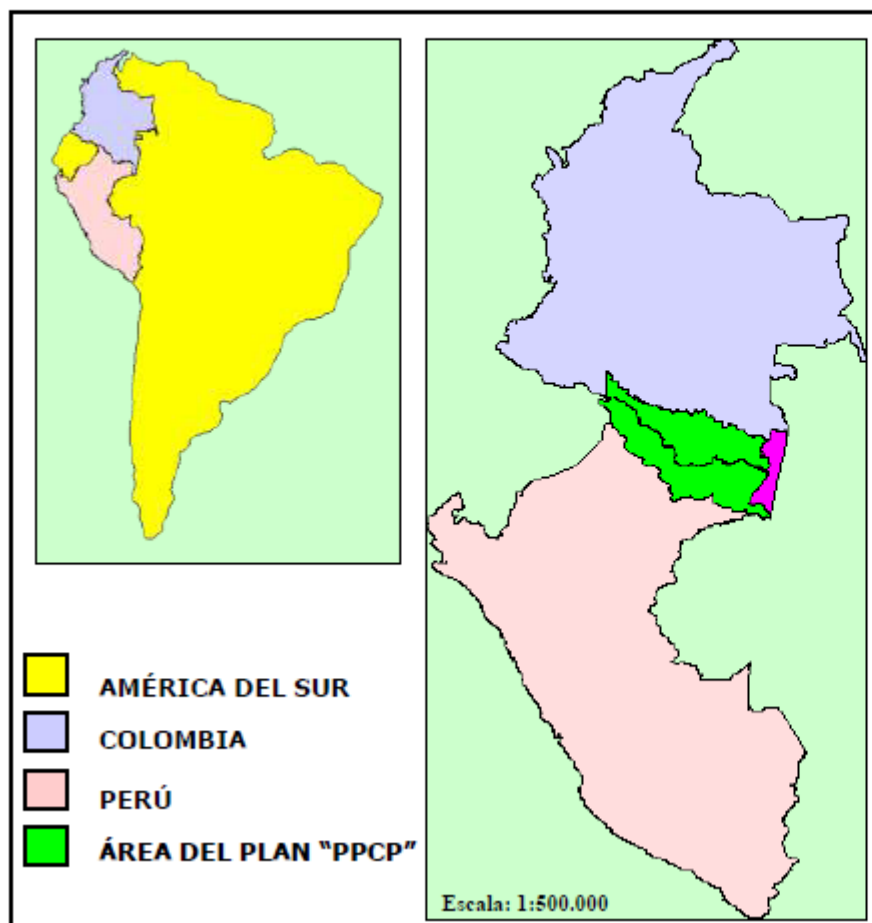 AMÉRICA DEL SUR
COLOMBIA
PERÚ
ÁREA DEL PLAN “PPCP”
Escala: 1:500.000